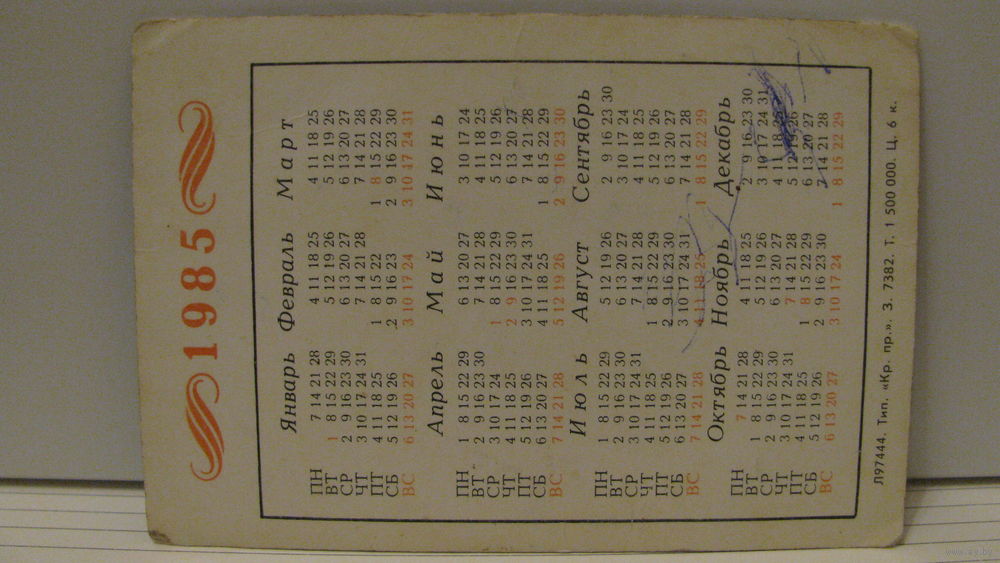 1985
Январь Февраль Март
ПН 7 14 21 28 4 11 18 25 4 11 18 25
ВТ 1 8 15 22 29 5 12 19 26 5 12 19 26
СР 2 9 16 23 30 6 13 20 27 6 13 20 27
ЧТ 3 10 17 24 31 7 14 21 28 7 14 21 28
ПТ 4 11 18 25 1 8 15 22 1 8 15 22 29
СБ 5 12 19 26 2 9 16 23 2 9 16 23 30
ВС 6 13 20 27 3 10 17 24 3 10 17 24 31
Апрель Май Июнь
ПН 1 8 15 22 29 6 13 20 27 3 10 17 24
ВТ 2 9 16 23 30 7 14 21 28 4 11 18 25
СР 3 10 17 24 1 8 15 22 29 5 12 19 26
ЧТ 4 11 18 25 2 9 16 23 30 6 13 20 27
ПТ 5 12 19 26 3 10 17 24 31 7 14 21 28
СБ 6 13 20 27 4 11 18 25 1 8 15 22 29
ВС 7 14 21 28 5 12 19 26 2 9 16 23 30
Июль Август Сентябрь
ПН 1 8 15 22 29 5 12 19 26 2 9 16 23 30
ВТ 2 9 16 23 30 6 13 20 27 3 10 17 24
СР 3 10 17 24 31 7 14 21 28 4 11 18 25
ЧТ 4 11 18 25 1 8 15 22 29 5 12 19 26
ПТ 5 12 19 26 2 9 16 23 30 6 13 20 27
СБ 6 13 20 27 3 10 17 24 31 7 14 21 28
ВС 7 14 21 28 4 11 18 25 1 8 15 22 29
Октябрь Ноябрь Декабрь
ПН 7 14 21 28 4 11 18 25 2 9 16 23 30
ВТ 1 8 15 22 29 5 12 19 26 3 10 17 24 31
СР 2 9 16 23 30 6 13 20 27 4 11 18 25
ЧТ 3 10 17 24 31 7 14 21 28 5 12 19 26
ПТ 4 11 18 25 1 8 15 22 29 6 13 20 27
СБ 5 12 19 26 2 9 16 23 30 7 14 21 28
ВС 6 13 20 27 3 10 17 24 1 8 15 22 29
Л97444. Тип. «Кр. пр.». З. 7382. Т. 1 500 000. Ц. 6 к.
www.ay.by